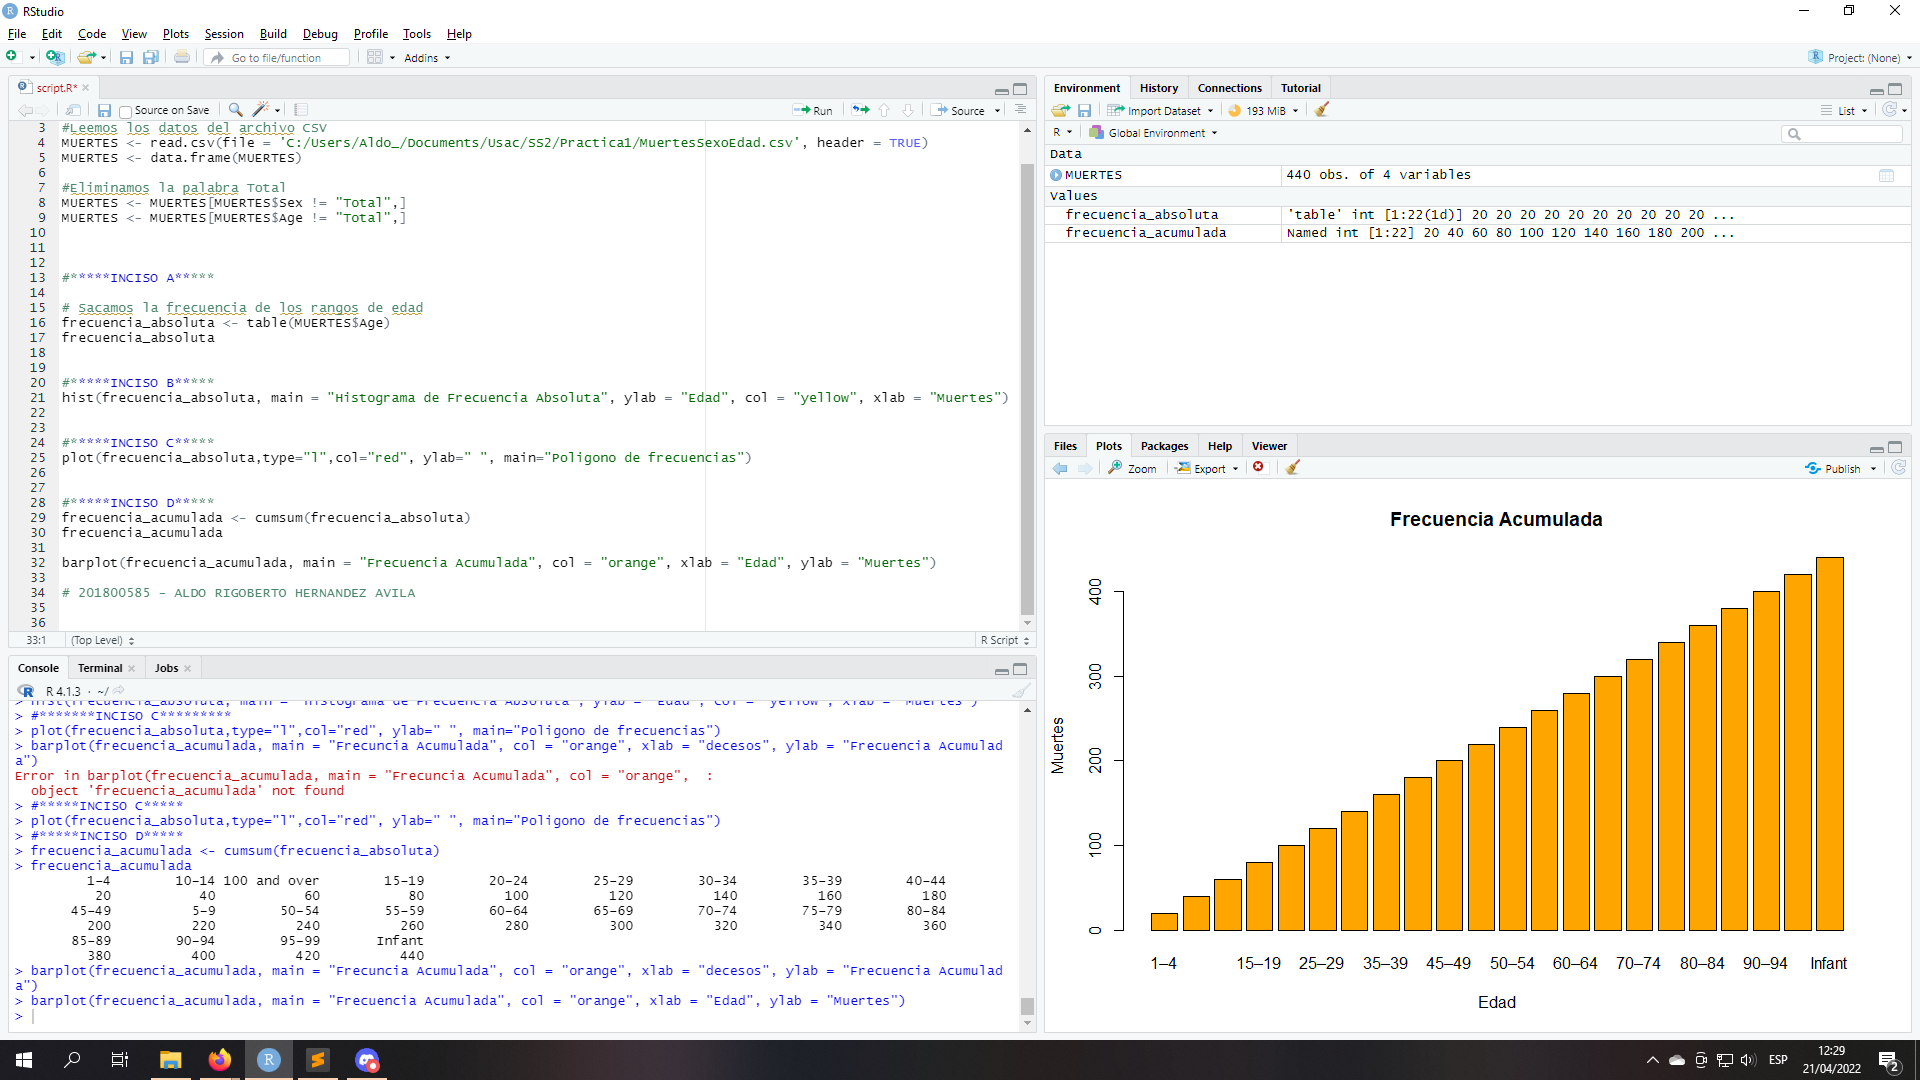 RStudio
File Edit Code View Plots Session Build Debug Profile Tools Help
Go to file/function Addins Project: (None)
script.R*
Source on Save Run Source
3 #Leemos los datos del archivo CSV
4 MUERTES <- read.csv(file = 'C:/Users/Aldo_/Documents/Usac/SS2/Practica1/MuertesSexoEdad.csv', header = TRUE)
5 MUERTES <- data.frame(MUERTES)
6
7 #Eliminamos la palabra Total
8 MUERTES <- MUERTES[MUERTES$Sex != "Total",]
9 MUERTES <- MUERTES[MUERTES$Age != "Total",]
10
11
12
13 #*****INCISO A*****
14
15 # Sacamos la frecuencia de los rangos de edad
16 frecuencia_absoluta <- table(MUERTES$Age)
17 frecuencia_absoluta
18
19
20 #*****INCISO B*****
21 hist(frecuencia_absoluta, main = "Histograma de Frecuencia Absoluta", ylab = "Edad", col = "yellow", xlab = "Muertes")
22
23
24 #*****INCISO C*****
25 plot(frecuencia_absoluta,type="l",col="red", ylab=" ", main="Poligono de frecuencias")
26
27
28 #*****INCISO D*****
29 frecuencia_acumulada <- cumsum(frecuencia_absoluta)
30 frecuencia_acumulada
31
32 barplot(frecuencia_acumulada, main = "Frecuencia Acumulada", col = "orange", xlab = "Edad", ylab = "Muertes")
33
34 # 201800585 - ALDO RIGOBERTO HERNANDEZ AVILA
35
36
33:1 (Top Level) R Script
Console Terminal Jobs
R 4.1.3 · ~/
> hist(frecuencia_absoluta, main = "Histograma de Frecuencia Absoluta", ylab = "Edad", col = "yellow", xlab = "Muertes")
> #*******INCISO C*********
> plot(frecuencia_absoluta,type="l",col="red", ylab=" ", main="Poligono de frecuencias")
> barplot(frecuencia_acumulada, main = "Frecuncia Acumulada", col = "orange", xlab = "decesos", ylab = "Frecuencia Acumulad
a")
Error in barplot(frecuencia_acumulada, main = "Frecuncia Acumulada", col = "orange", :
object 'frecuencia_acumulada' not found
> #*****INCISO C*****
> plot(frecuencia_absoluta,type="l",col="red", ylab=" ", main="Poligono de frecuencias")
> #*****INCISO D*****
> frecuencia_acumulada <- cumsum(frecuencia_absoluta)
> frecuencia_acumulada
1-4 10-14 100 and over 15-19 20-24 25-29 30-34 35-39 40-44
20 40 60 80 100 120 140 160 180
45-49 5-9 50-54 55-59 60-64 65-69 70-74 75-79 80-84
200 220 240 260 280 300 320 340 360
85-89 90-94 95-99 Infant
380 400 420 440
> barplot(frecuencia_acumulada, main = "Frecuncia Acumulada", col = "orange", xlab = "decesos", ylab = "Frecuencia Acumulad
a")
> barplot(frecuencia_acumulada, main = "Frecuencia Acumulada", col = "orange", xlab = "Edad", ylab = "Muertes")
>
Environment History Connections Tutorial
Import Dataset 193 MiB List
R Global Environment
Data
MUERTES 440 obs. of 4 variables
Values
frecuencia_absoluta 'table' int [1:22(1d)] 20 20 20 20 20 20 20 20 20 20 ...
frecuencia_acumulada Named int [1:22] 20 40 60 80 100 120 140 160 180 200 ...
Files Plots Packages Help Viewer
Zoom Export Publish
Frecuencia Acumulada
Muertes
400
300
200
100
0
1-4 15-19 25-29 35-39 45-49 50-54 60-64 70-74 80-84 90-94 Infant
Edad
ESP
12:29
21/04/2022
2